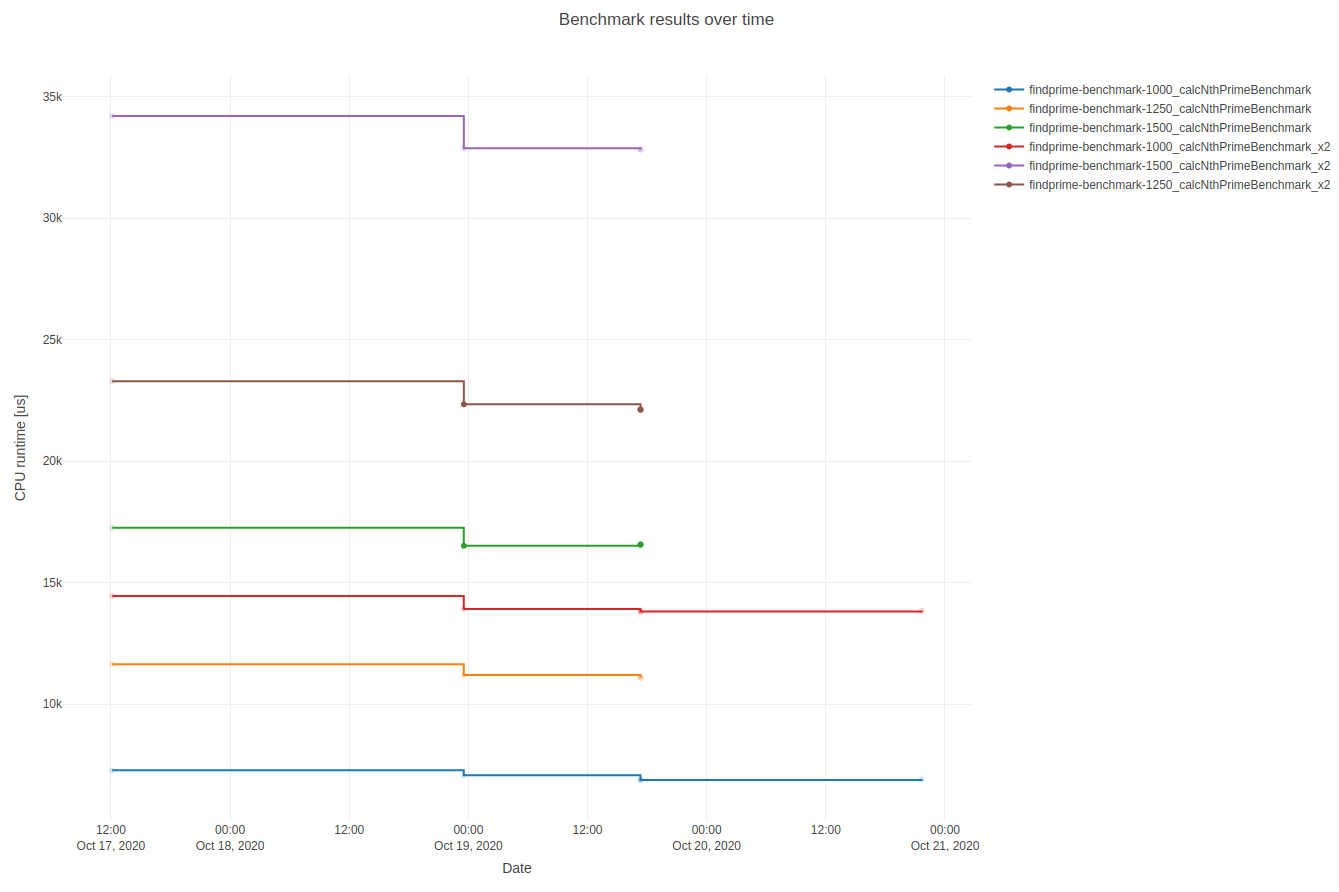 Benchmark results over time
35k
30k
25k
20k
15k
10k
CPU runtime [us]
12:00
Oct 17, 2020
00:00
Oct 18, 2020
12:00
00:00
Oct 19, 2020
12:00
00:00
Oct 20, 2020
12:00
00:00
Oct 21, 2020
Date
findprime-benchmark-1000_calcNthPrimeBenchmark
findprime-benchmark-1250_calcNthPrimeBenchmark
findprime-benchmark-1500_calcNthPrimeBenchmark
findprime-benchmark-1000_calcNthPrimeBenchmark_x2
findprime-benchmark-1500_calcNthPrimeBenchmark_x2
findprime-benchmark-1250_calcNthPrimeBenchmark_x2